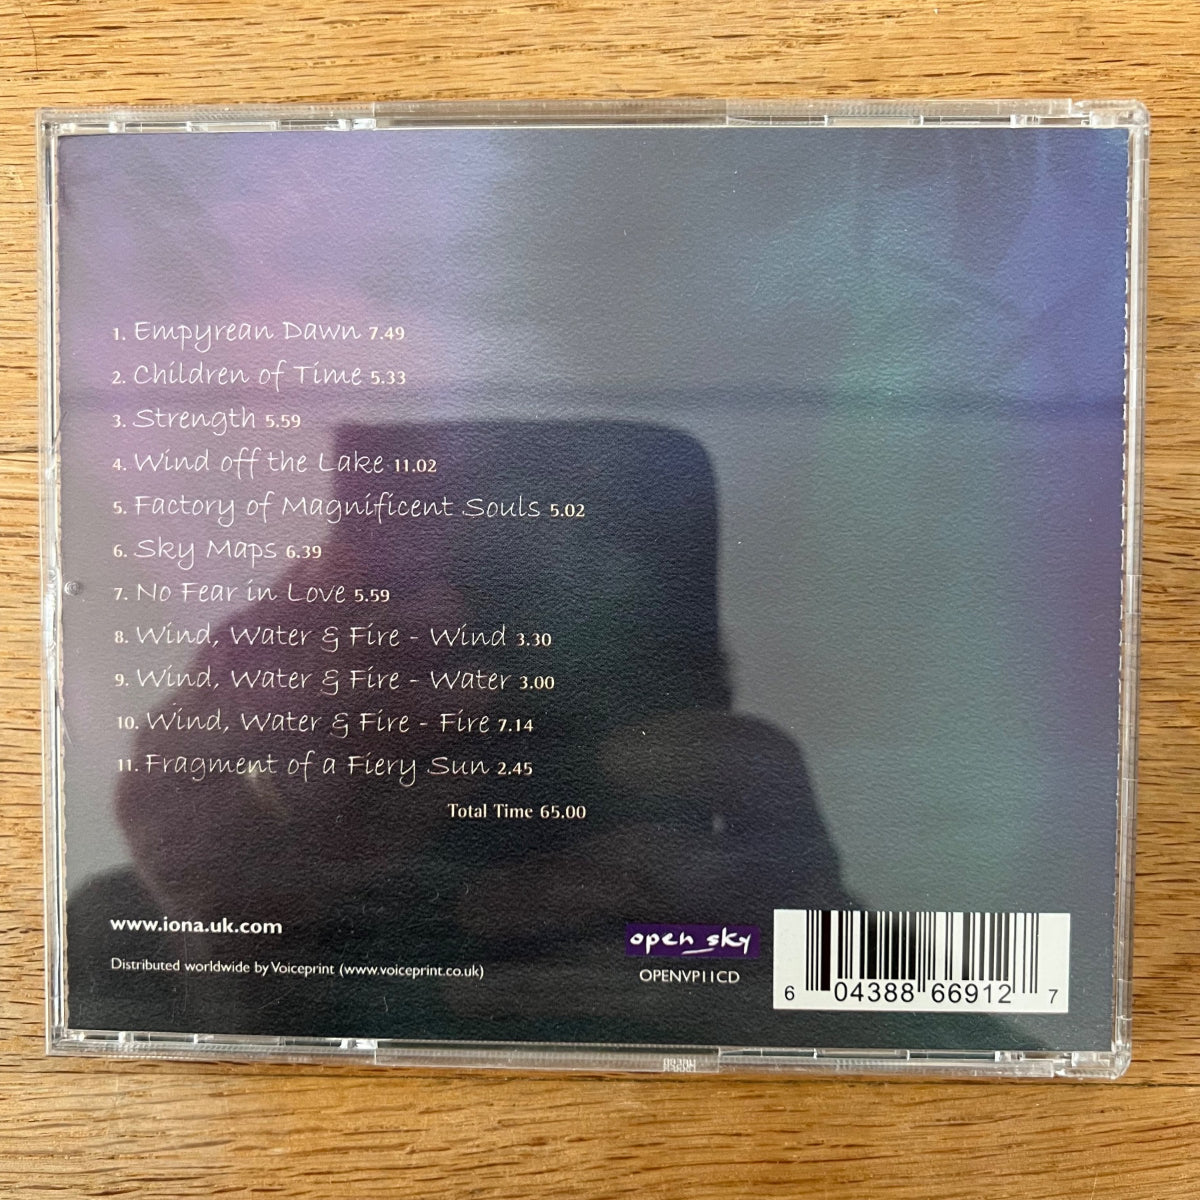 1. Empyrean Dawn 7.49
2. Children of Time 5.33
3. Strength 5.59
4. Wind off the Lake 11.02
5. Factory of Magnificent Souls 5.02
6. Sky Maps 6.39
7. No Fear in Love 5.59
8. Wind, Water & Fire - Wind 3.30
9. Wind, Water & Fire - Water 3.00
10. Wind, Water & Fire - Fire 7.14
11. Fragment of a Fiery Sun 2.45
Total Time 65.00
www.iona.uk.com
Distributed worldwide by Voiceprint (www.voiceprint.co.uk)
open sky
OPENVP11CD
6 04388 66912 7